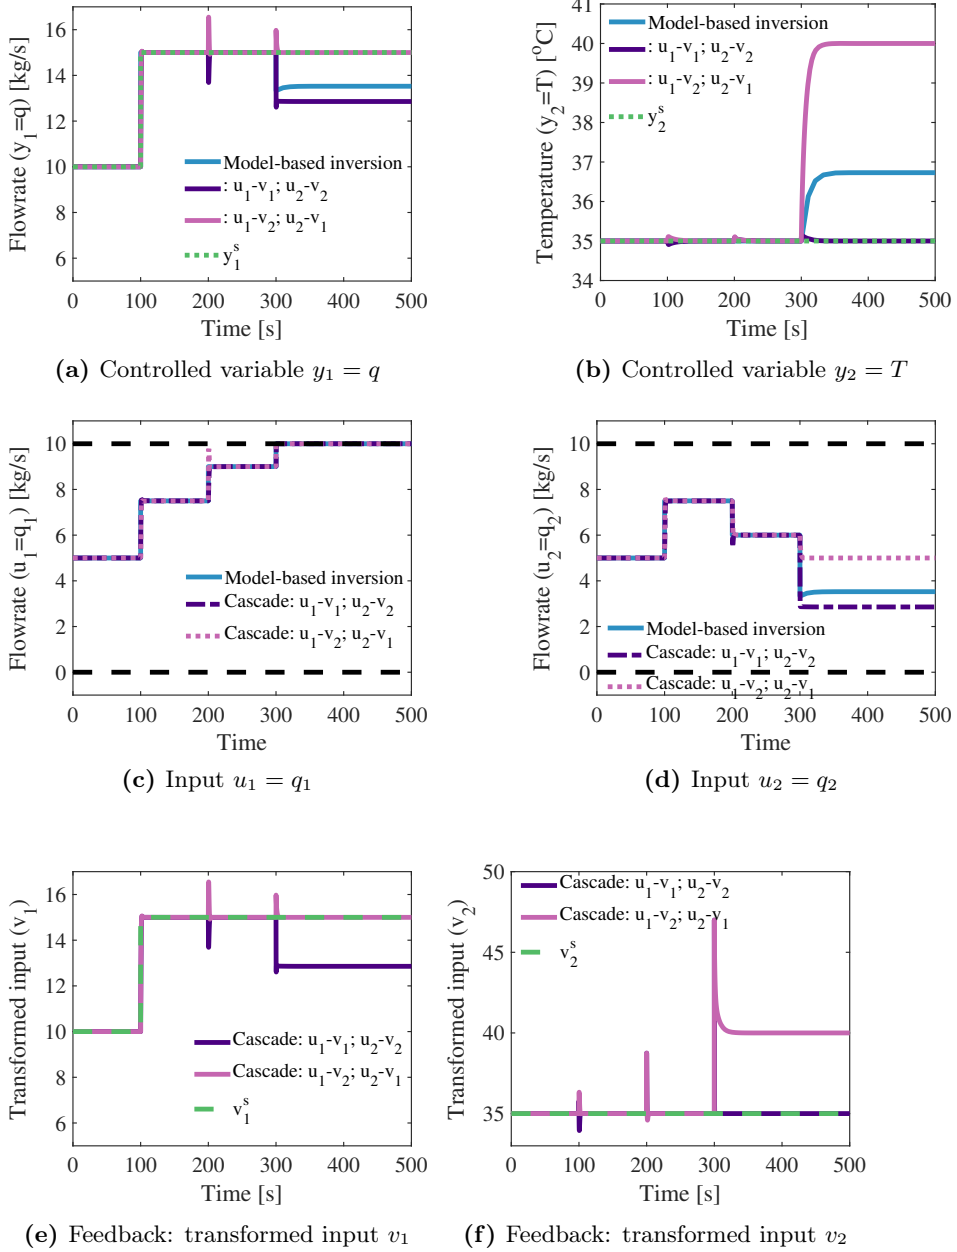 Flowrate (y₁=q) [kg/s]
16
14
12
10
8
6
Model-based inversion
: u₁-v₁; u₂-v₂
: u₁-v₂; u₂-v₁
y₁ˢ
0 100 200 300 400 500
Time [s]
(a) Controlled variable y₁ = q
Temperature (y₂=T) [°C]
41
40
39
38
37
36
35
34
Model-based inversion
: u₁-v₁; u₂-v₂
: u₁-v₂; u₂-v₁
y₂ˢ
0 100 200 300 400 500
Time [s]
(b) Controlled variable y₂ = T
Flowrate (u₁=q₁) [kg/s]
10
8
6
4
2
0
Model-based inversion
Cascade: u₁-v₁; u₂-v₂
Cascade: u₁-v₂; u₂-v₁
0 100 200 300 400 500
Time
(c) Input u₁ = q₁
Flowrate (u₂=q₂) [kg/s]
10
8
6
4
2
0
Model-based inversion
Cascade: u₁-v₁; u₂-v₂
Cascade: u₁-v₂; u₂-v₁
0 100 200 300 400 500
Time
(d) Input u₂ = q₂
Transformed input (v₁)
16
14
12
10
8
6
Cascade: u₁-v₁; u₂-v₂
Cascade: u₁-v₂; u₂-v₁
v₁ˢ
0 100 200 300 400 500
Time [s]
(e) Feedback: transformed input v₁
Transformed input (v₂)
50
45
40
35
Cascade: u₁-v₁; u₂-v₂
Cascade: u₁-v₂; u₂-v₁
v₂ˢ
0 100 200 300 400 500
Time [s]
(f) Feedback: transformed input v₂